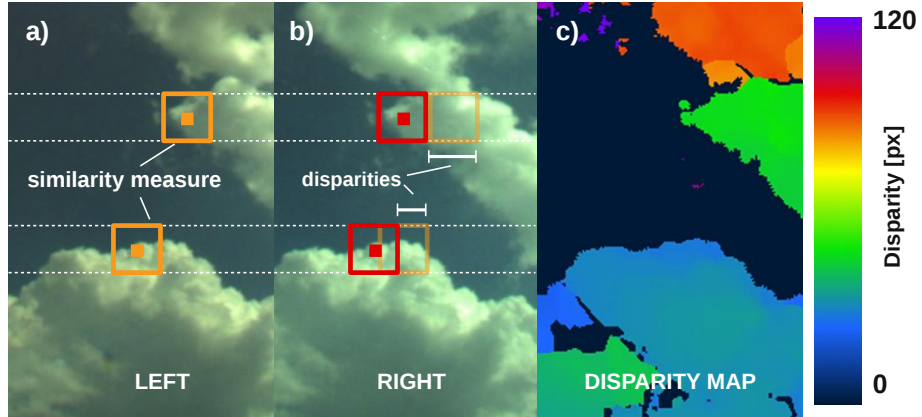 a)
b)
c)
120
similarity measure
disparities
Disparity [px]
LEFT
RIGHT
DISPARITY MAP
0